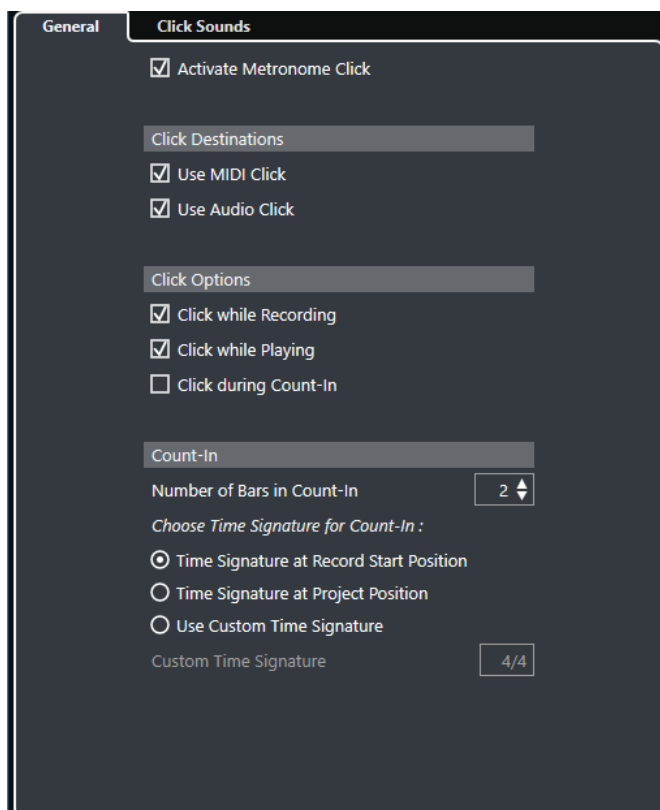 General
Click Sounds
Activate Metronome Click
Click Destinations
Use MIDI Click
Use Audio Click
Click Options
Click while Recording
Click while Playing
Click during Count-In
Count-In
Number of Bars in Count-In 2
Choose Time Signature for Count-In :
Time Signature at Record Start Position
Time Signature at Project Position
Use Custom Time Signature
Custom Time Signature 4/4